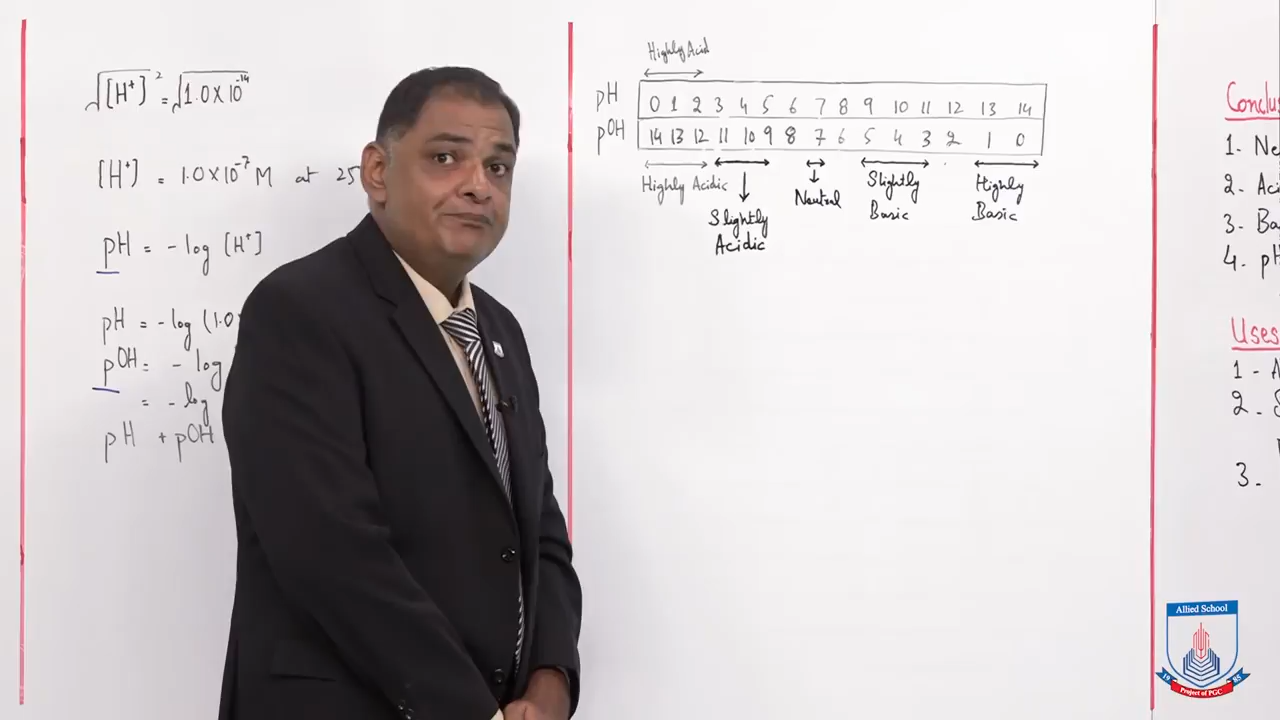 √[H⁺]² = √1.0 X 10⁻¹⁴
[H⁺] = 1.0 X 10⁻⁷ M at 25
pH = - log [H⁺]
pH = - log (1.0
pOH = - log
= - log
pH + pOH
Highly Acid
pH 0 1 2 3 4 5 6 7 8 9 10 11 12 13 14
pOH 14 13 12 11 10 9 8 7 6 5 4 3 2 1 0
Highly Acidic
Slightly
Acidic
Neutral
Slightly
Basic
Highly
Basic
Conclus
1. Ne
2. Aci
3. Ba
4. pH
Uses
1 - A
2. S
3.
Allied School
19 85
Project of PGC